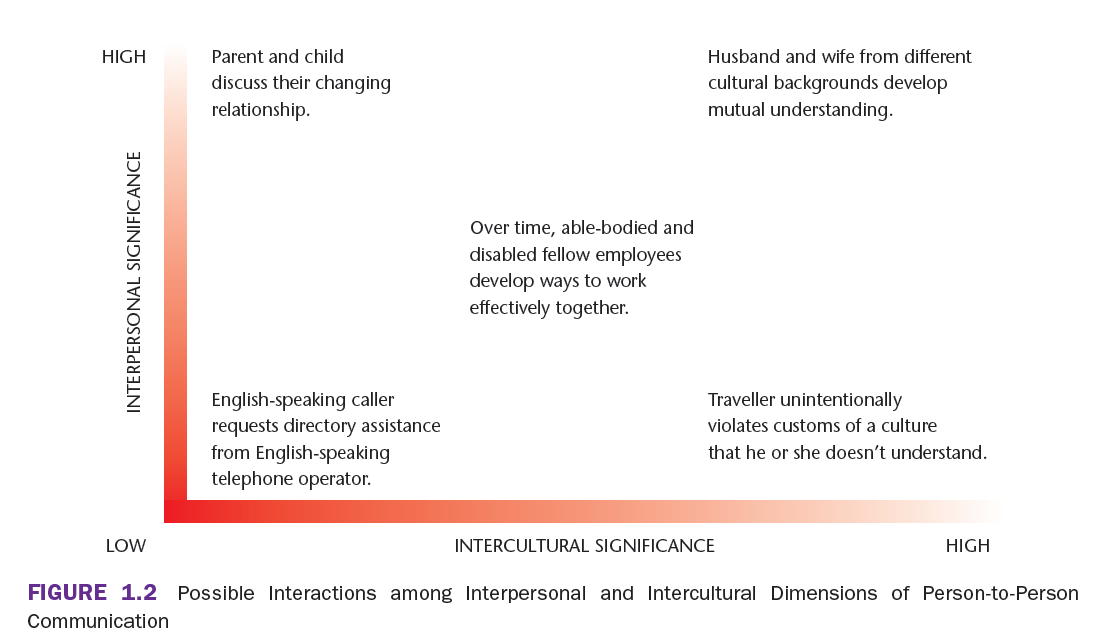 HIGH
Parent and child
discuss their changing
relationship.
Husband and wife from different
cultural backgrounds develop
mutual understanding.
INTERPERSONAL SIGNIFICANCE
Over time, able-bodied and
disabled fellow employees
develop ways to work
effectively together.
English-speaking caller
requests directory assistance
from English-speaking
telephone operator.
Traveller unintentionally
violates customs of a culture
that he or she doesn’t understand.
LOW
INTERCULTURAL SIGNIFICANCE
HIGH
FIGURE 1.2 Possible Interactions among Interpersonal and Intercultural Dimensions of Person-to-Person
Communication